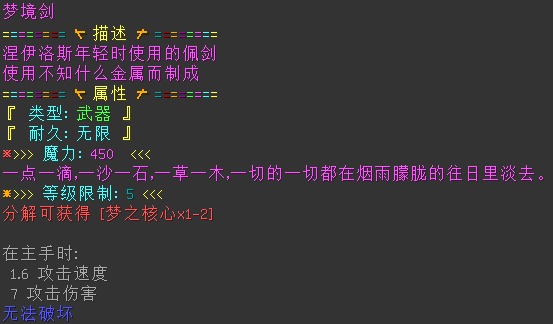 梦境剑
======== ㄅ 描述 ナ ========
涅伊洛斯年轻时使用的佩剑
使用不知什么金属而制成
======== ㄅ 属性 ナ ========
『 类型: 武器 』
『 耐久: 无限 』
※>>> 魔力: 450 <<<
一点一滴,一沙一石,一草一木,一切的一切都在烟雨朦胧的往日里淡去。
※>>> 等级限制: 5 <<<
分解可获得 [梦之核心x1-2]
在主手时:
1.6 攻击速度
7 攻击伤害
无法破坏